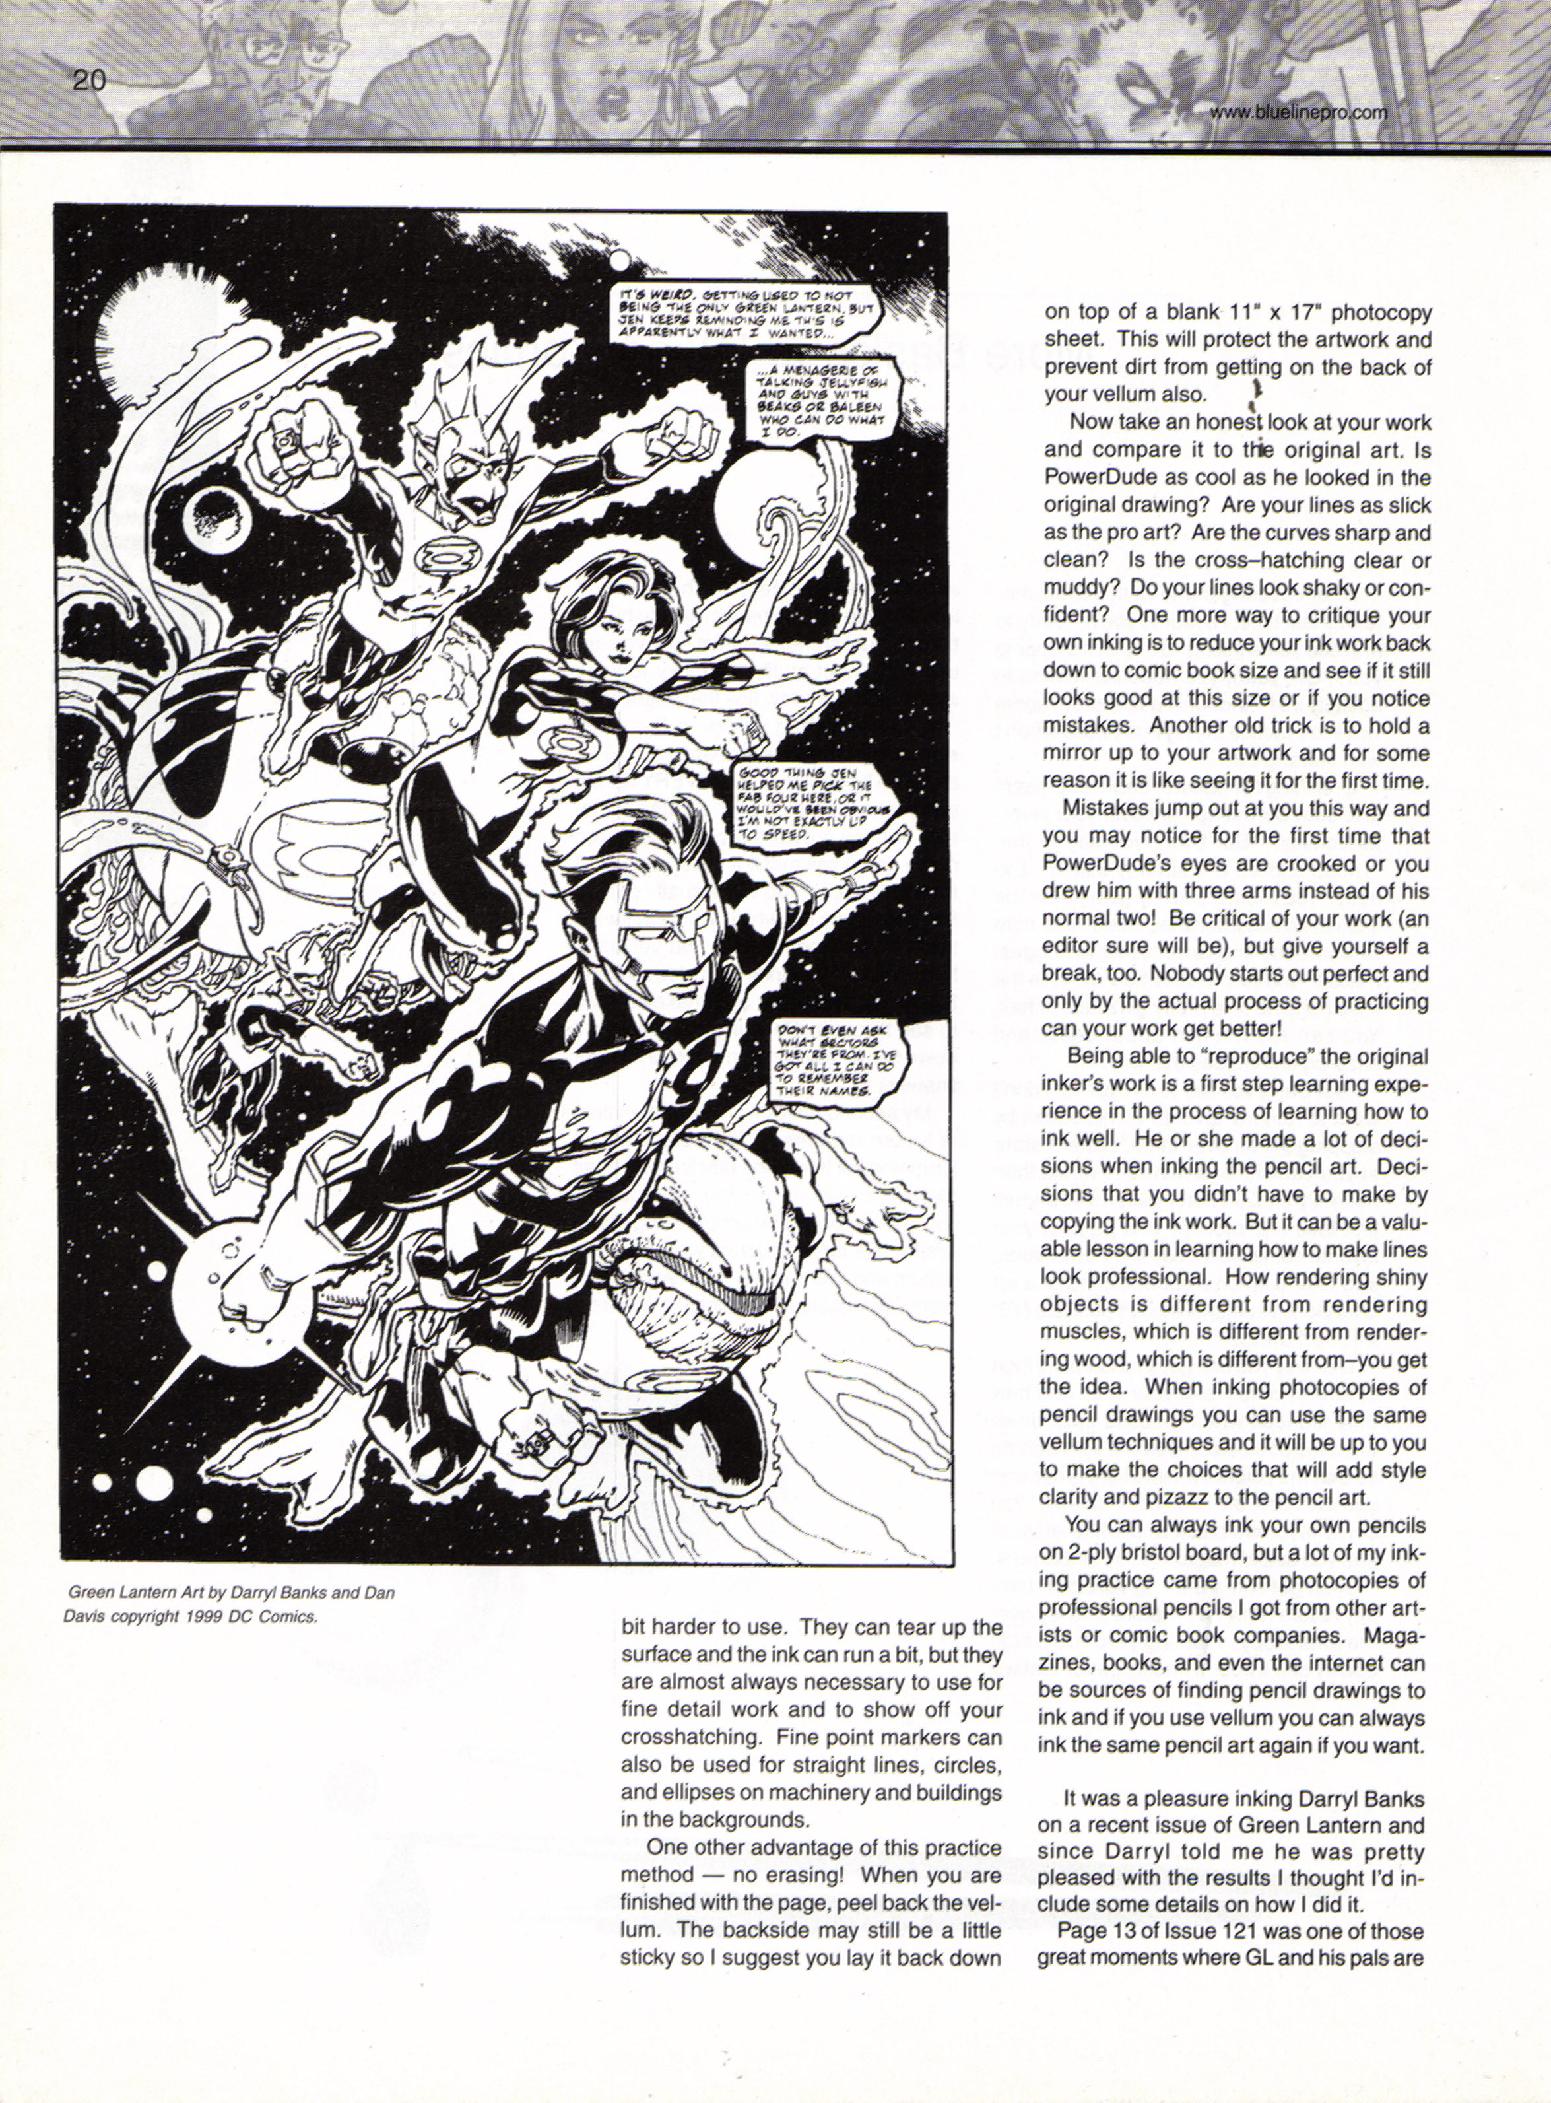 20
www.bluelinepro.com
IT'S WEIRD, GETTING USED TO NOT
BEING THE ONLY GREEN LANTERN. BUT
JEN KEEPS REMINDING ME THIS IS
APPARENTLY WHAT I WANTED...
...A MENAGERIE OF
TALKING JELLYFISH
AND GUYS WITH
BEAKS OR BALEEN
WHO CAN DO WHAT
I DO.
GOOD THING JEN
HELPED ME PICK THE
FAB FOUR HERE, OR IT
WOULD'VE BEEN OBVIOUS
I'M NOT EXACTLY UP
TO SPEED.
DON'T EVEN ASK
WHAT SECTORS
THEY'RE FROM. I'VE
GOT ALL I CAN DO
TO REMEMBER
THEIR NAMES.
Green Lantern Art by Darryl Banks and Dan
Davis copyright 1999 DC Comics.
bit harder to use. They can tear up the
surface and the ink can run a bit, but they
are almost always necessary to use for
fine detail work and to show off your
crosshatching. Fine point markers can
also be used for straight lines, circles,
and ellipses on machinery and buildings
in the backgrounds.
One other advantage of this practice
method — no erasing! When you are
finished with the page, peel back the vel-
lum. The backside may still be a little
sticky so I suggest you lay it back down
on top of a blank 11" x 17" photocopy
sheet. This will protect the artwork and
prevent dirt from getting on the back of
your vellum also.
Now take an honest look at your work
and compare it to the original art. Is
PowerDude as cool as he looked in the
original drawing? Are your lines as slick
as the pro art? Are the curves sharp and
clean? Is the cross–hatching clear or
muddy? Do your lines look shaky or con-
fident? One more way to critique your
own inking is to reduce your ink work back
down to comic book size and see if it still
looks good at this size or if you notice
mistakes. Another old trick is to hold a
mirror up to your artwork and for some
reason it is like seeing it for the first time.
Mistakes jump out at you this way and
you may notice for the first time that
PowerDude's eyes are crooked or you
drew him with three arms instead of his
normal two! Be critical of your work (an
editor sure will be), but give yourself a
break, too. Nobody starts out perfect and
only by the actual process of practicing
can your work get better!
Being able to “reproduce” the original
inker's work is a first step learning expe-
rience in the process of learning how to
ink well. He or she made a lot of deci-
sions when inking the pencil art. Deci-
sions that you didn't have to make by
copying the ink work. But it can be a valu-
able lesson in learning how to make lines
look professional. How rendering shiny
objects is different from rendering
muscles, which is different from render-
ing wood, which is different from–you get
the idea. When inking photocopies of
pencil drawings you can use the same
vellum techniques and it will be up to you
to make the choices that will add style
clarity and pizazz to the pencil art.
You can always ink your own pencils
on 2-ply bristol board, but a lot of my ink-
ing practice came from photocopies of
professional pencils I got from other art-
ists or comic book companies. Maga-
zines, books, and even the internet can
be sources of finding pencil drawings to
ink and if you use vellum you can always
ink the same pencil art again if you want.
It was a pleasure inking Darryl Banks
on a recent issue of Green Lantern and
since Darryl told me he was pretty
pleased with the results I thought I'd in-
clude some details on how I did it.
Page 13 of Issue 121 was one of those
great moments where GL and his pals are